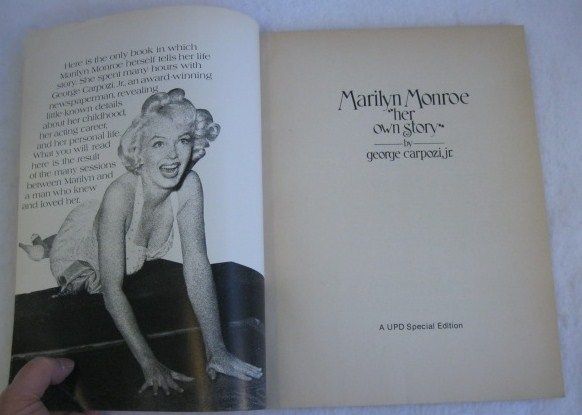 Here is the only book in which
Marilyn Monroe herself tells her life
story. She spent many hours with
George Carpozi, Jr., an award-winning
newspaperman, revealing
little known details
about her childhood,
her acting career,
and her personal life.
What you will read
here is the result
of the many sessions
between Marilyn and
a man who knew
and loved her.
Marilyn Monroe
"her
own story"
by
george carpozi, jr.
A UPD Special Edition